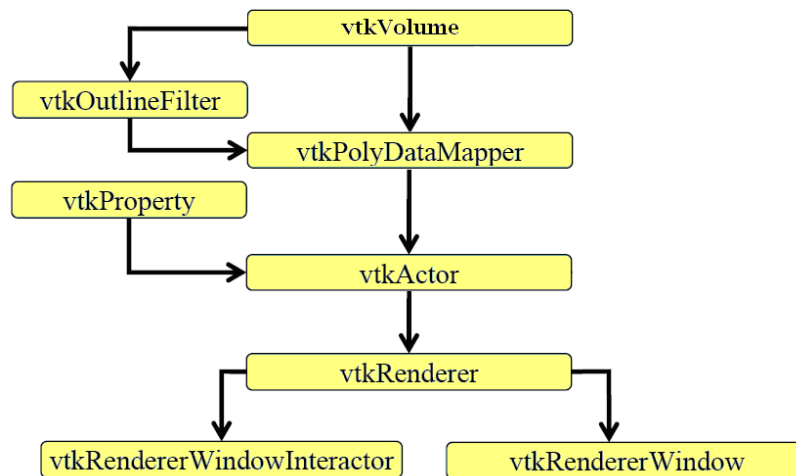 vtkVolume
vtkOutlineFilter
vtkPolyDataMapper
vtkProperty
vtkActor
vtkRenderer
vtkRendererWindowInteractor
vtkRendererWindow